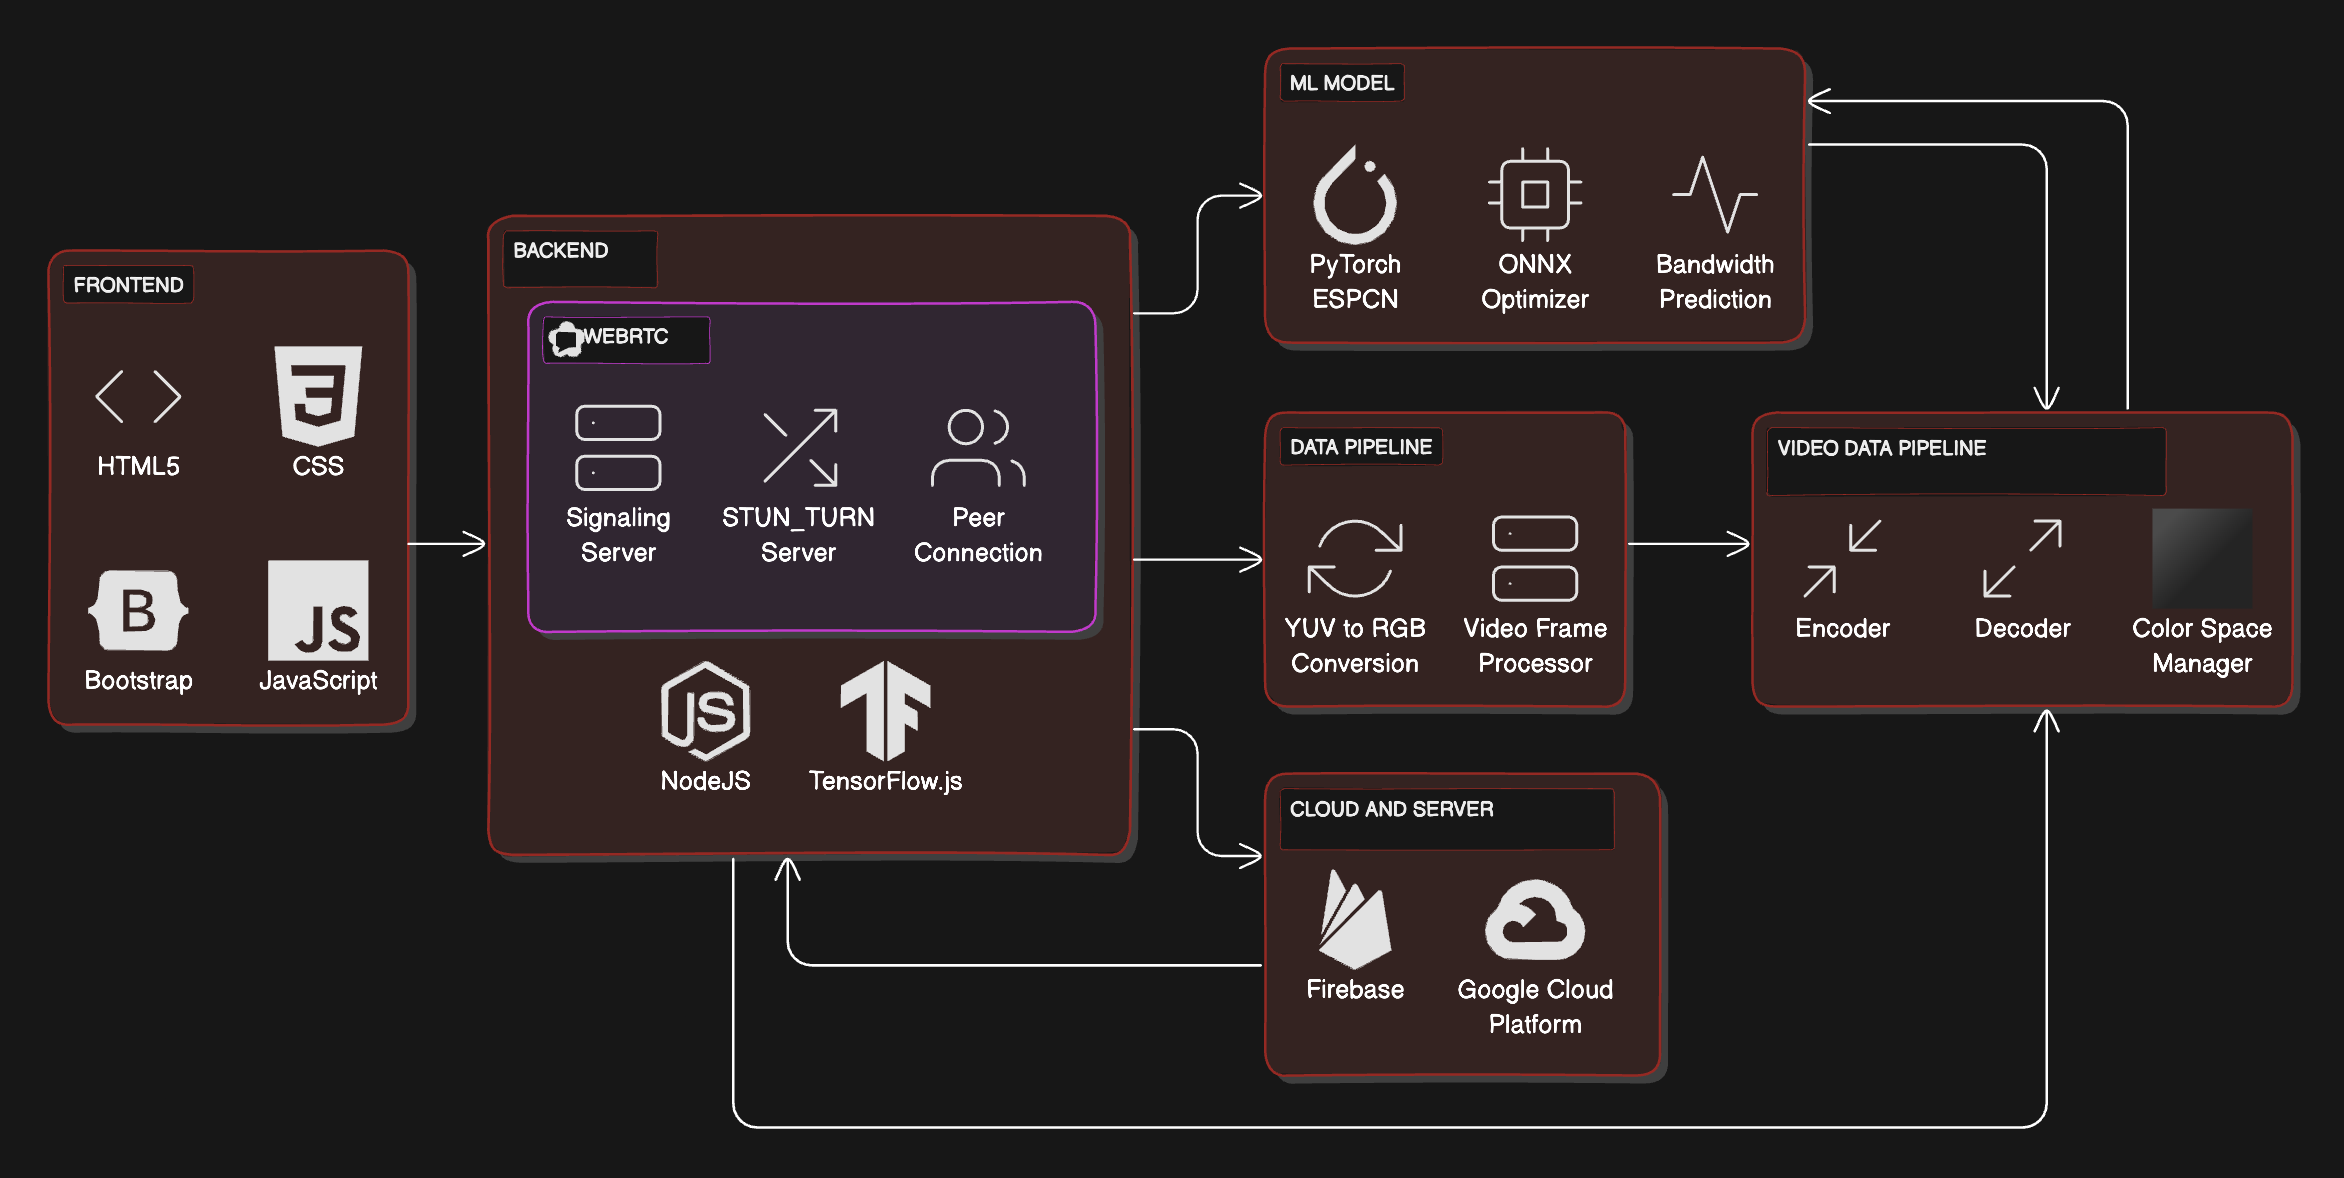 FRONTEND
HTML5
CSS
Bootstrap
JS
JavaScript
B
BACKEND
WEBRTC
Signaling
Server
STUN_TURN
Server
Peer
Connection
JS
NodeJS
TensorFlow.js
ML MODEL
PyTorch
ESPCN
ONNX
Optimizer
Bandwidth
Prediction
DATA PIPELINE
YUV to RGB
Conversion
Video Frame
Processor
VIDEO DATA PIPELINE
Encoder
Decoder
Color Space
Manager
CLOUD AND SERVER
Firebase
Google Cloud
Platform